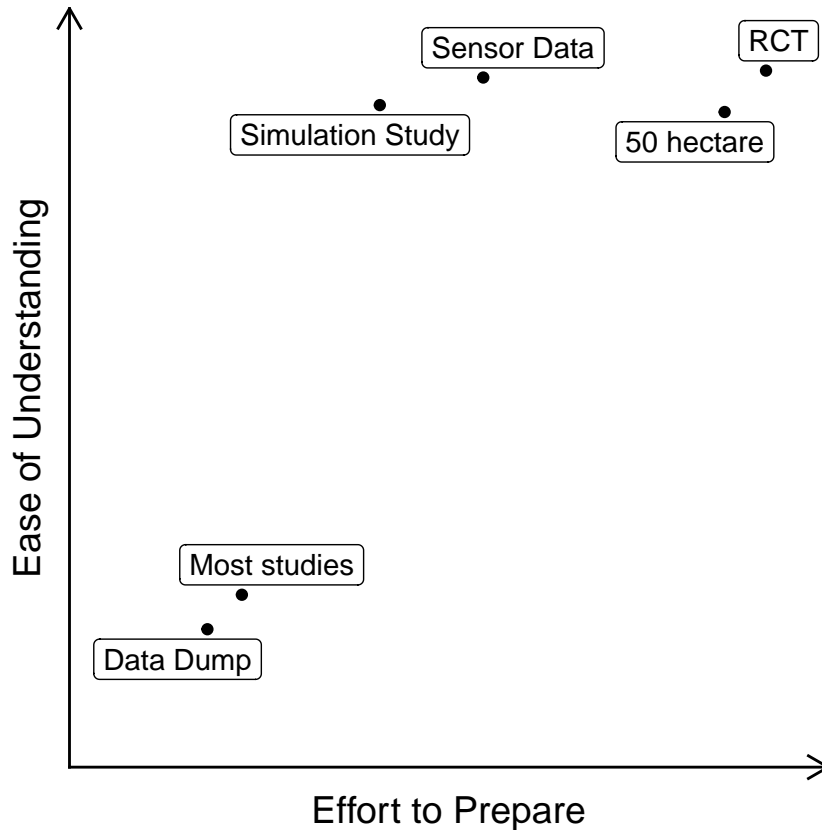 RCT
Sensor Data
Simulation Study
50 hectare
Most studies
Data Dump
Ease of Understanding
Effort to Prepare